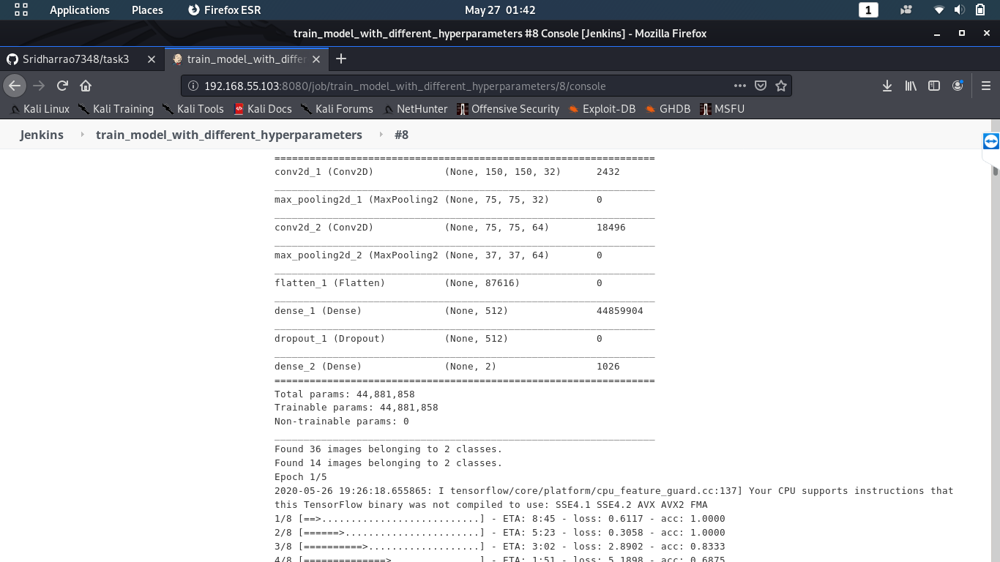 Applications Places Firefox ESR May 27 01:42 1
train_model_with_different_hyperparameters #8 Console [Jenkins] - Mozilla Firefox
Sridharrao7348/task3 train_model_with_differ
192.168.55.103:8080/job/train_model_with_different_hyperparameters/8/console
Kali Linux Kali Training Kali Tools Kali Docs Kali Forums NetHunter Offensive Security Exploit-DB GHDB MSFU
Jenkins train_model_with_different_hyperparameters #8
=================================================================
conv2d_1 (Conv2D) (None, 150, 150, 32) 2432
_________________________________________________________________
max_pooling2d_1 (MaxPooling2 (None, 75, 75, 32) 0
_________________________________________________________________
conv2d_2 (Conv2D) (None, 75, 75, 64) 18496
_________________________________________________________________
max_pooling2d_2 (MaxPooling2 (None, 37, 37, 64) 0
_________________________________________________________________
flatten_1 (Flatten) (None, 87616) 0
_________________________________________________________________
dense_1 (Dense) (None, 512) 44859904
_________________________________________________________________
dropout_1 (Dropout) (None, 512) 0
_________________________________________________________________
dense_2 (Dense) (None, 2) 1026
=================================================================
Total params: 44,881,858
Trainable params: 44,881,858
Non-trainable params: 0
_________________________________________________________________
Found 36 images belonging to 2 classes.
Found 14 images belonging to 2 classes.
Epoch 1/5
2020-05-26 19:26:18.655865: I tensorflow/core/platform/cpu_feature_guard.cc:137] Your CPU supports instructions that
this TensorFlow binary was not compiled to use: SSE4.1 SSE4.2 AVX AVX2 FMA
1/8 [==>...........................] - ETA: 8:45 - loss: 0.6117 - acc: 1.0000
2/8 [======>.......................] - ETA: 5:23 - loss: 0.3058 - acc: 1.0000
3/8 [==========>...................] - ETA: 3:02 - loss: 2.8902 - acc: 0.8333
4/8 [==============>...............] - ETA: 1:51 - loss: 5.1898 - acc: 0.6875